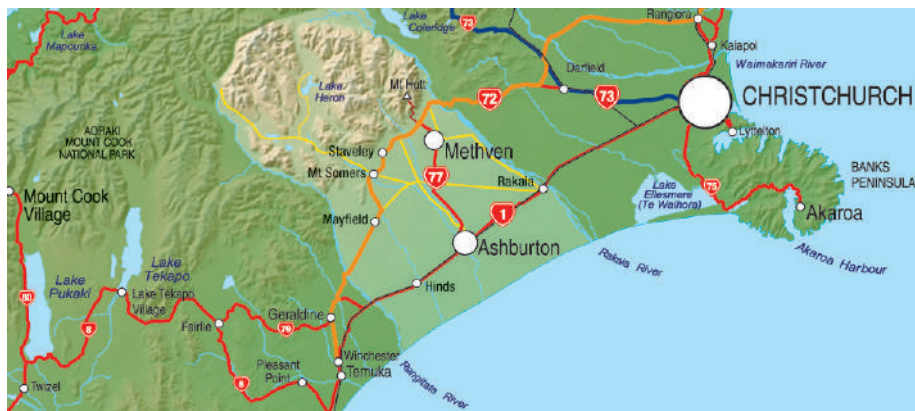 Lake
Mapourika
Lake
Coleridge
73
Rangiora
Kaiapoi
Waimakariri River
Darfield
73
CHRISTCHURCH
Lyttelton
Lake
Heron
Mt Hutt
72
AORAKI
MOUNT COOK
NATIONAL PARK
Staveley
Methven
Mt Somers
77
Rakaia
BANKS
PENINSULA
Mount Cook
Village
Lake
Ellesmere
(Te Waihora)
75
Akaroa
Mayfield
1
Ashburton
Akaroa Harbour
Rakaia River
Lake
Pukaki
Lake
Tekapo
80
Lake Tekapo
Village
Hinds
8
Fairlie
79
Geraldine
Winchester
Pleasant
Point
Temuka
Rangitata River
8
Twizel